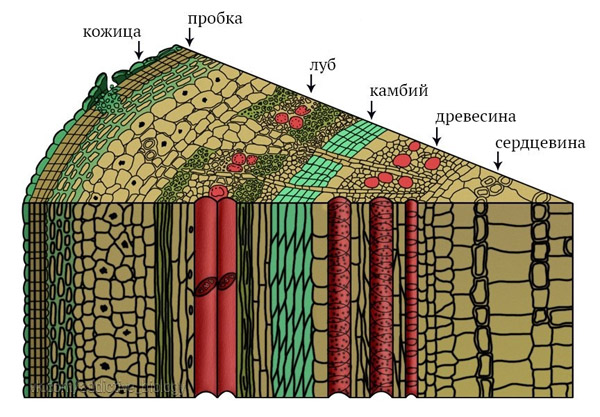 пробка
кожица
луб
камбий
древесина
сердцевина